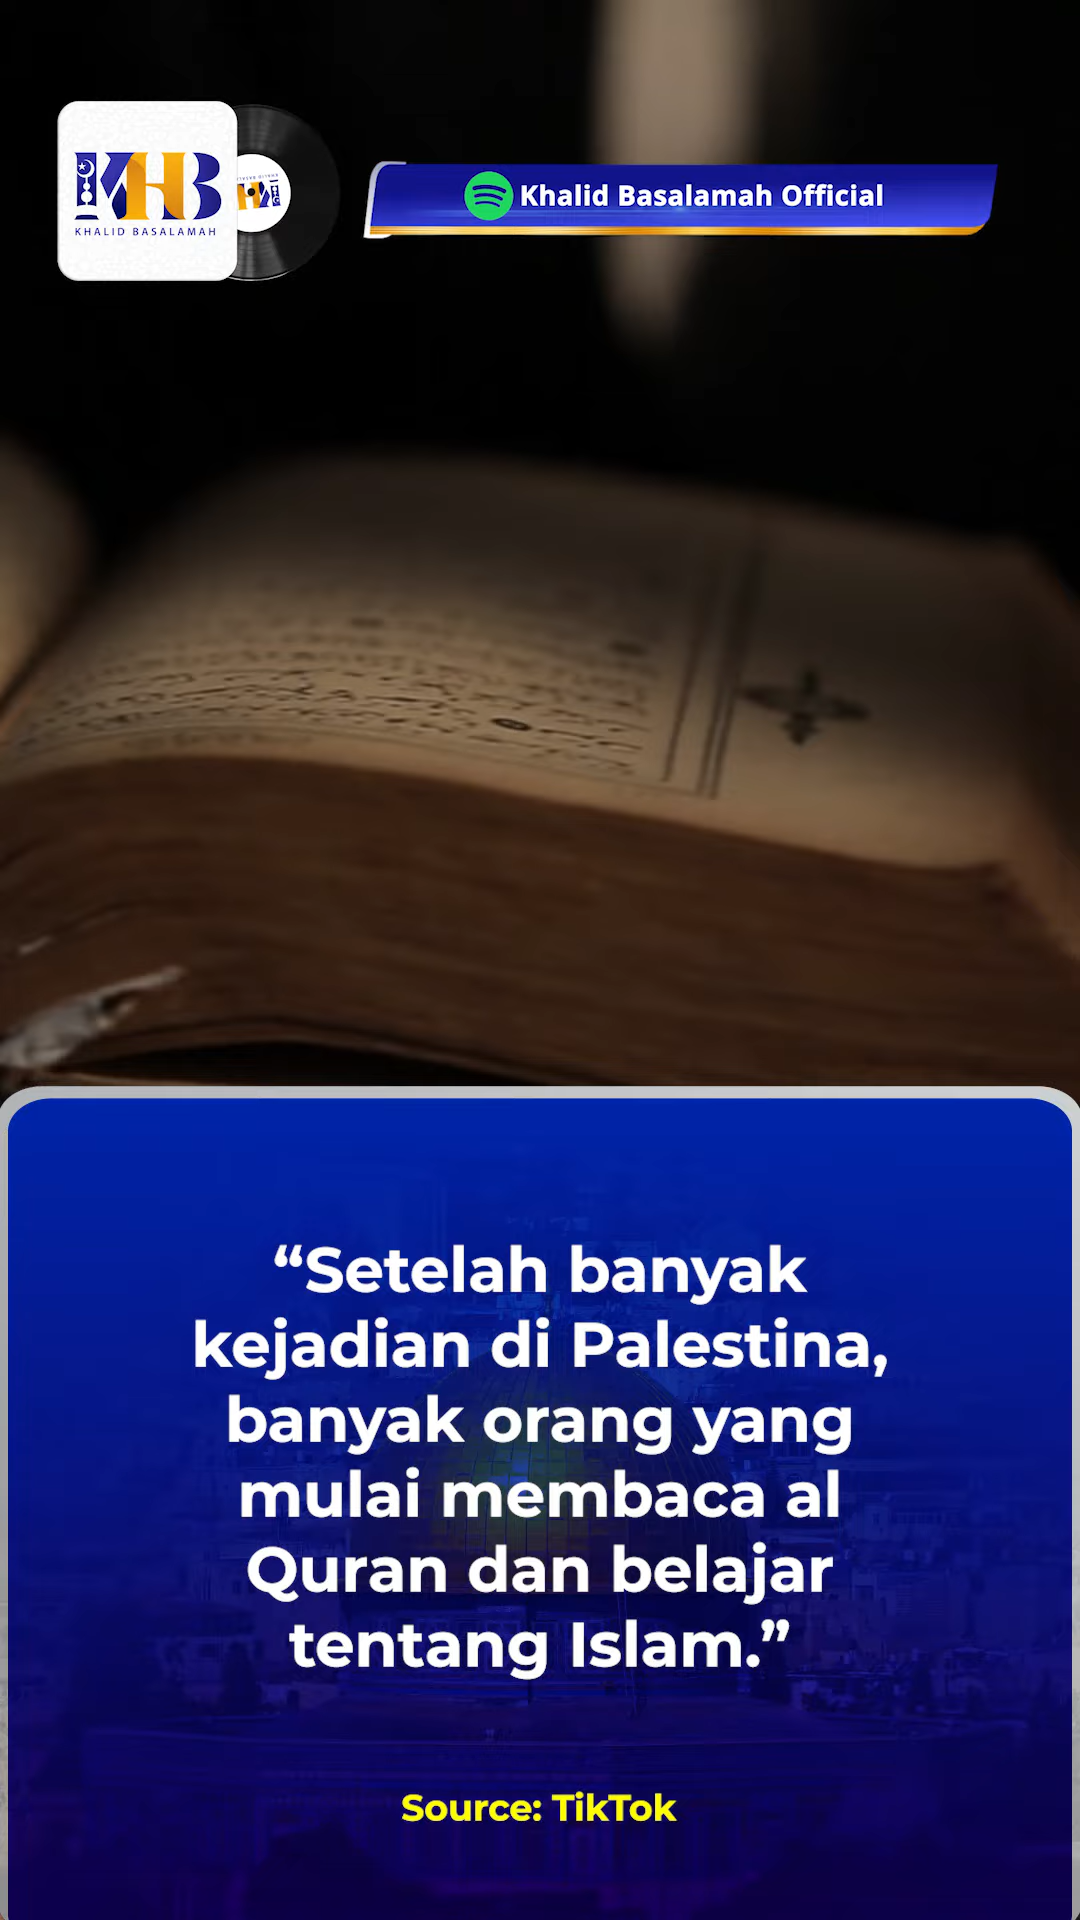 KHB
KHALID BASALAMAH
Khalid Basalamah Official
“Setelah banyak
kejadian di Palestina,
banyak orang yang
mulai membaca al
Quran dan belajar
tentang Islam.”
Source: TikTok